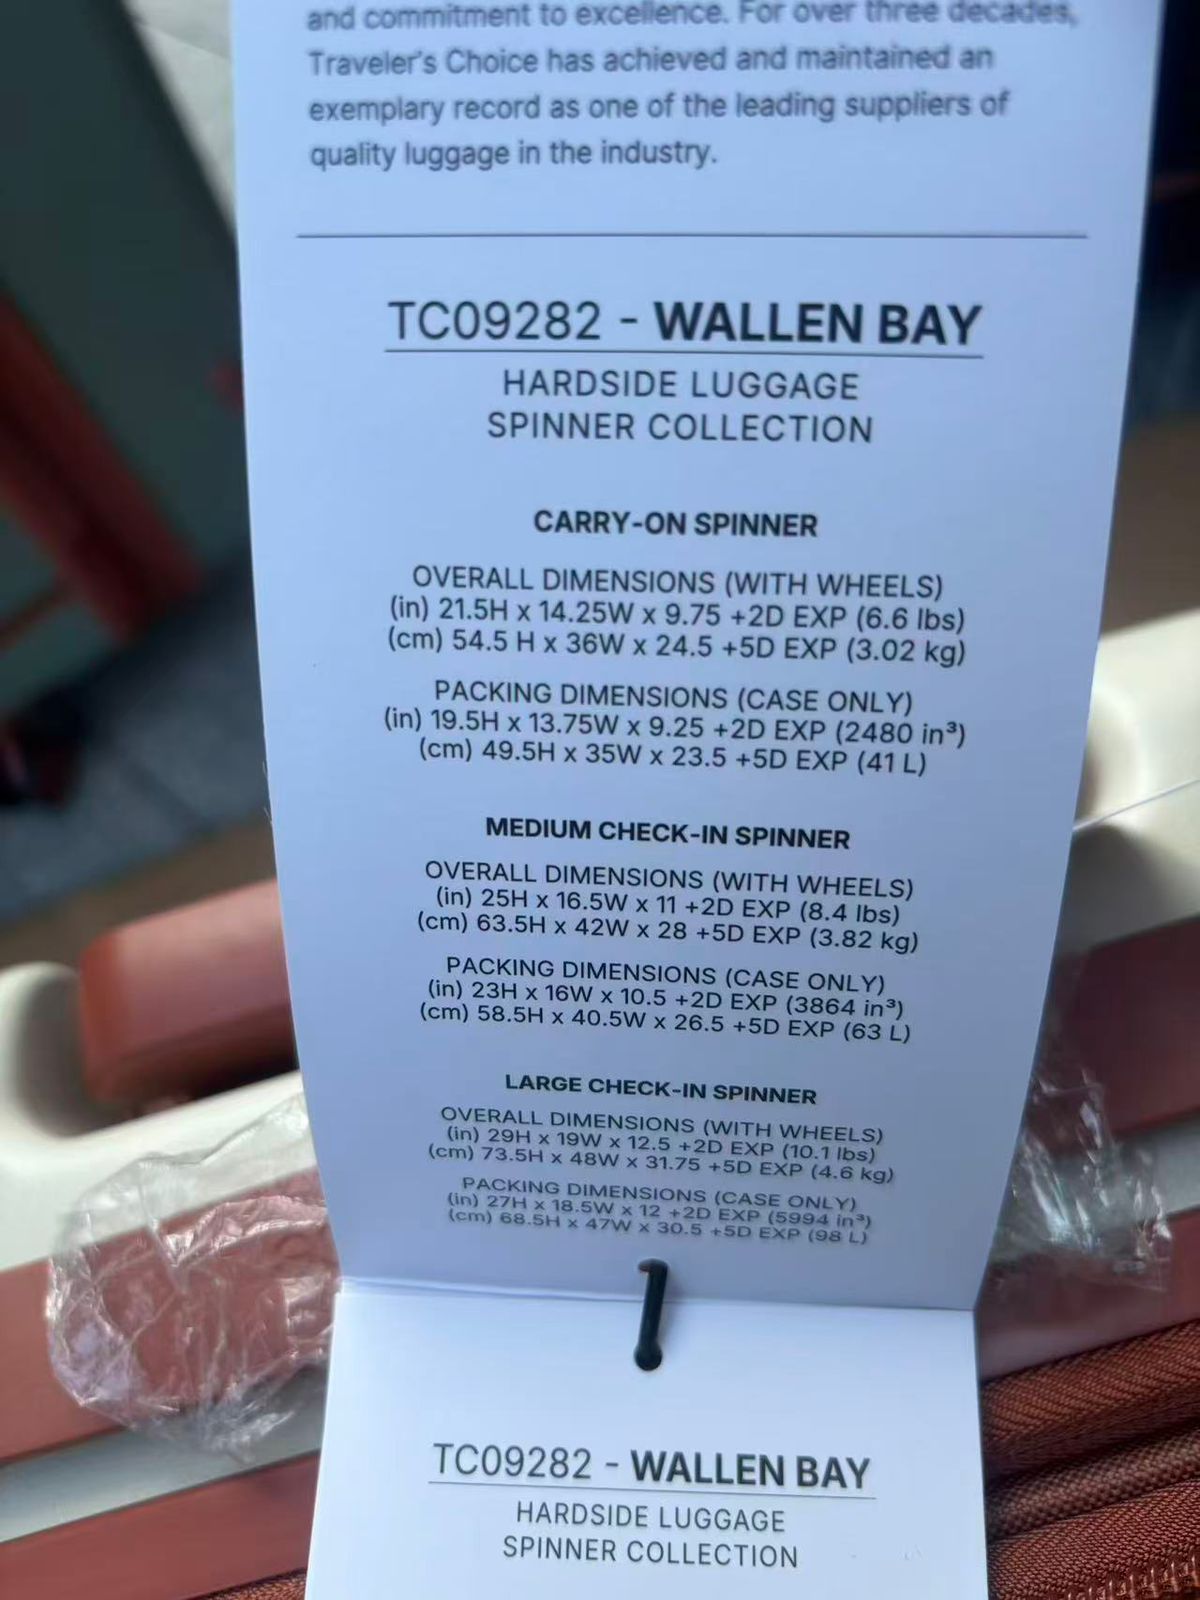 and commitment to excellence. For over three decades,
Traveler's Choice has achieved and maintained an
exemplary record as one of the leading suppliers of
quality luggage in the industry.
TC09282 - WALLEN BAY
HARDSIDE LUGGAGE
SPINNER COLLECTION
CARRY-ON SPINNER
OVERALL DIMENSIONS (WITH WHEELS)
(in) 21.5H x 14.25W x 9.75 +2D EXP (6.6 lbs)
(cm) 54.5 H x 36W x 24.5 +5D EXP (3.02 kg)
PACKING DIMENSIONS (CASE ONLY)
(in) 19.5H x 13.75W x 9.25 +2D EXP (2480 in³)
(cm) 49.5H x 35W x 23.5 +5D EXP (41 L)
MEDIUM CHECK-IN SPINNER
OVERALL DIMENSIONS (WITH WHEELS)
(in) 25H x 16.5W x 11 +2D EXP (8.4 lbs)
(cm) 63.5H x 42W x 28 +5D EXP (3.82 kg)
PACKING DIMENSIONS (CASE ONLY)
(in) 23H x 16W x 10.5 +2D EXP (3864 in³)
(cm) 58.5H x 40.5W x 26.5 +5D EXP (63 L)
LARGE CHECK-IN SPINNER
OVERALL DIMENSIONS (WITH WHEELS)
(in) 29H x 19W x 12.5 +2D EXP (10.1 lbs)
(cm) 73.5H x 48W x 31.75 +5D EXP (4.6 kg)
PACKING DIMENSIONS (CASE ONLY)
(in) 27H x 18.5W x 12 +2D EXP (5994 in³)
(cm) 68.5H x 47W x 30.5 +5D EXP (98 L)
TC09282 - WALLEN BAY
HARDSIDE LUGGAGE
SPINNER COLLECTION